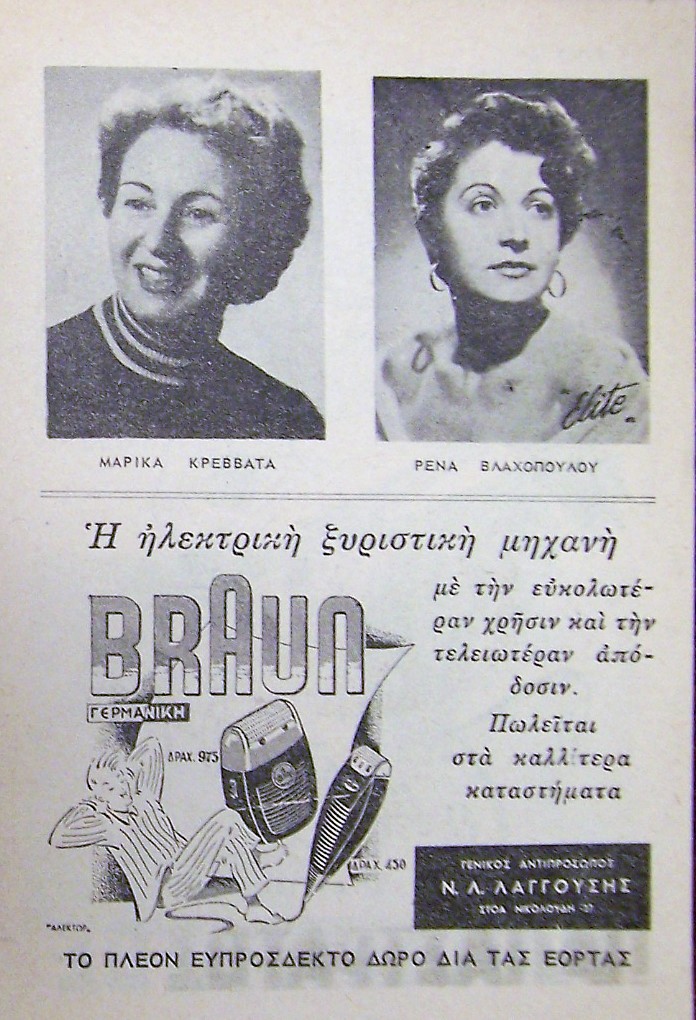 "Elite"
ΜΑΡΙΚΑ ΚΡΕΒΒΑΤΑ
ΡΕΝΑ ΒΛΑΧΟΠΟΥΛΟΥ
Ἡ ἠλεκτρικὴ ξυριστικὴ μηχανὴ
BRAUN
ΓΕΡΜΑΝΙΚΗ
μὲ τὴν εὐκολωτέ-
ραν χρῆσιν καὶ τὴν
τελειωτέραν ἀπό-
δοσιν.
Πωλεῖται
στὰ καλλίτερα
καταστήματα
ΔΡΑΧ. 975
ΔΡΑΧ. 450
ΓΕΝΙΚΟΣ ΑΝΤΙΠΡΟΣΩΠΟΣ
Ν. Λ. ΛΑΓΓΟΥΣΗΣ
ΣΤΟΑ ΝΙΚΟΛΟΥΔΗ -27
"ΑΛΕΚΤΩΡ"
ΤΟ ΠΛΕΟΝ ΕΥΠΡΟΣΔΕΚΤΟ ΔΩΡΟ ΔΙΑ ΤΑΣ ΕΟΡΤΑΣ